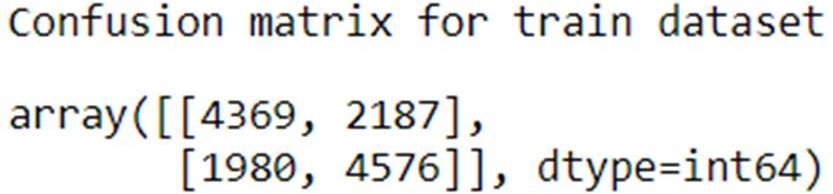 Confusion matrix for train dataset
array([[4369, 2187],
[1980, 4576]], dtype=int64)